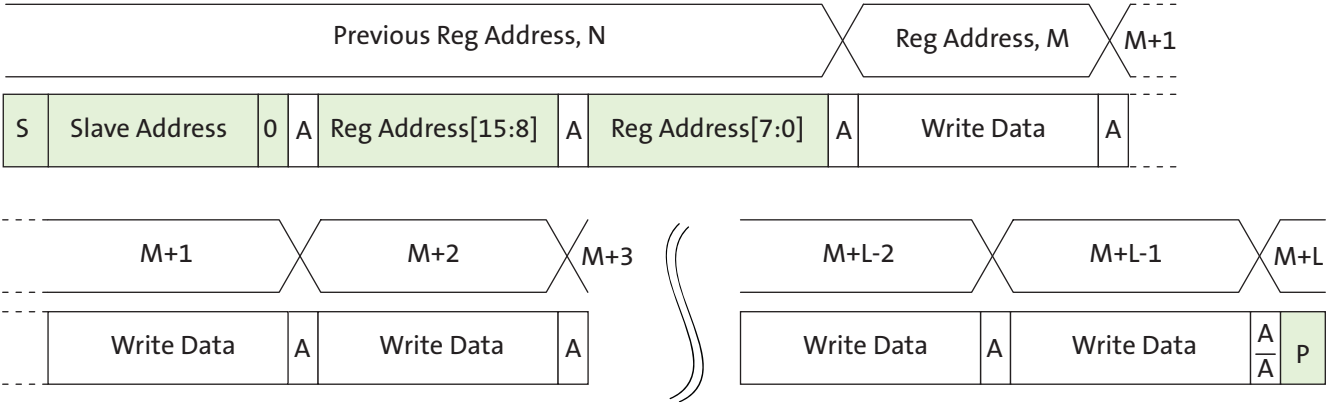 Previous Reg Address, N Reg Address, M M+1
S Slave Address 0 A Reg Address[15:8] A Reg Address[7:0] A Write Data A
M+1 M+2 M+3 M+L-2 M+L-1 M+L
Write Data A Write Data A Write Data A Write Data A/A̅ P